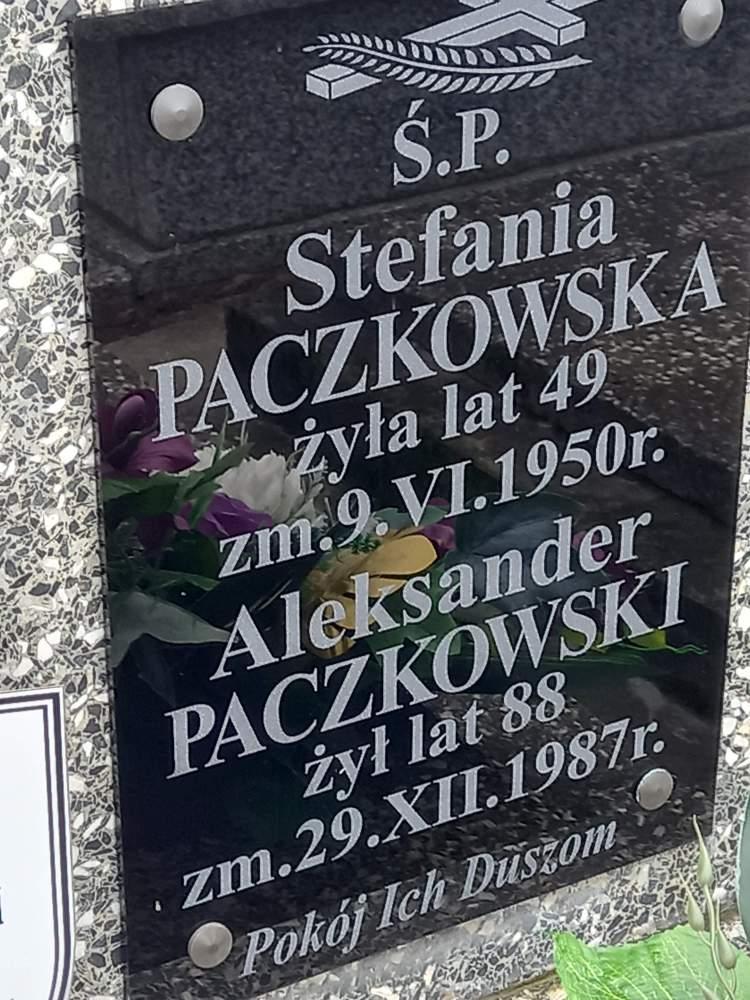 Ś.P.
Stefania
PACZKOWSKA
żyła lat 49
zm.9.VI.1950r.
Aleksander
PACZKOWSKI
żył lat 88
zm.29.XII.1987r.
Pokój Ich Duszom